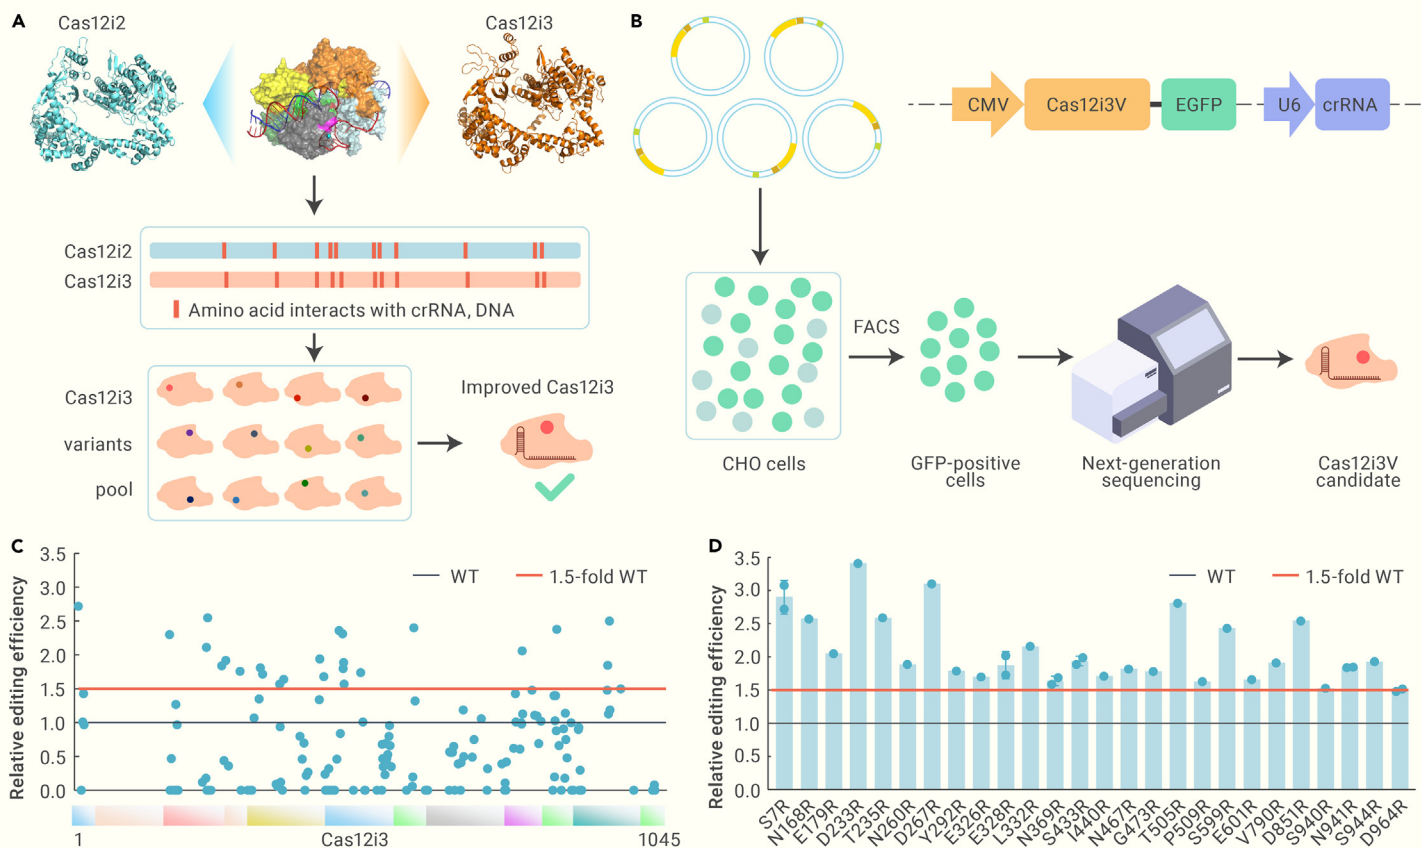 A
Cas12i2
Cas12i3
Cas12i2
Cas12i3
Amino acid interacts with crRNA, DNA
Cas12i3
variants
pool
Improved Cas12i3
B
CMV
Cas12i3V
EGFP
U6
crRNA
FACS
CHO cells
GFP-positive
cells
Next-generation
sequencing
Cas12i3V
candidate
C
Relative editing efficiency
3.5
3.0
2.5
2.0
1.5
1.0
0.5
0.0
WT
1.5-fold WT
1
Cas12i3
1045
D
Relative editing efficiency
3.5
3.0
2.5
2.0
1.5
1.0
0.5
0.0
WT
1.5-fold WT
S7R
N168R
E179R
D233R
T235R
N260R
D267R
Y292R
E326R
E328R
L332R
N369R
S433R
I440R
N467R
G473R
T505R
P509R
S599R
E601R
V790R
D851R
S940R
N941R
S944R
D964R